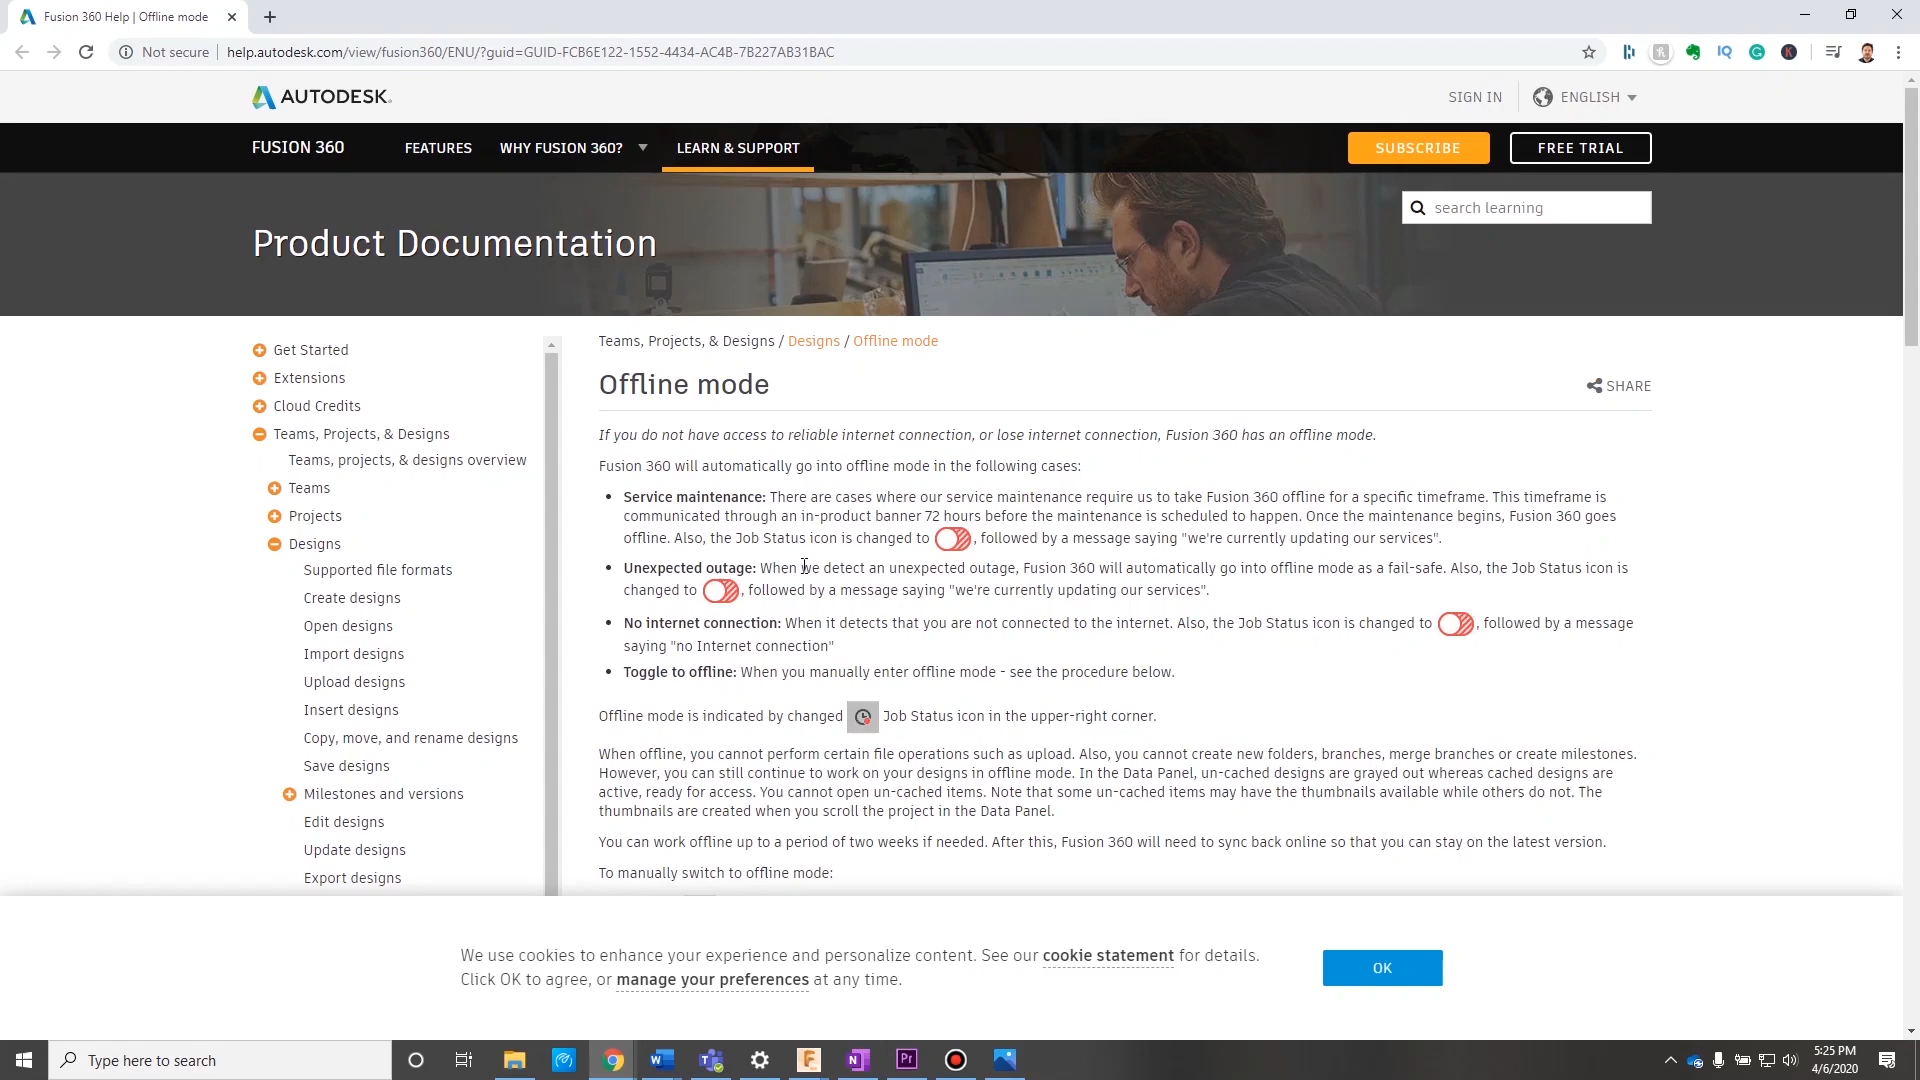 Fusion 360 Help | Offline mode
Not secure
help.autodesk.com/view/fusion360/ENU/?guid=GUID-FCB6E122-1552-4434-AC4B-7B227AB31BAC
AUTODESK.
SIGN IN
ENGLISH
FUSION 360
FEATURES
WHY FUSION 360?
LEARN & SUPPORT
SUBSCRIBE
FREE TRIAL
Product Documentation
search learning
Get Started
Extensions
Cloud Credits
Teams, Projects, & Designs
Teams, projects, & designs overview
Teams
Projects
Designs
Supported file formats
Create designs
Open designs
Import designs
Upload designs
Insert designs
Copy, move, and rename designs
Save designs
Milestones and versions
Edit designs
Update designs
Export designs
Teams, Projects, & Designs / Designs / Offline mode
Offline mode
SHARE
If you do not have access to reliable internet connection, or lose internet connection, Fusion 360 has an offline mode.
Fusion 360 will automatically go into offline mode in the following cases:
• Service maintenance: There are cases where our service maintenance require us to take Fusion 360 offline for a specific timeframe. This timeframe is
communicated through an in-product banner 72 hours before the maintenance is scheduled to happen. Once the maintenance begins, Fusion 360 goes
offline. Also, the Job Status icon is changed to , followed by a message saying "we're currently updating our services".
• Unexpected outage: When we detect an unexpected outage, Fusion 360 will automatically go into offline mode as a fail-safe. Also, the Job Status icon is
changed to , followed by a message saying "we're currently updating our services".
• No internet connection: When it detects that you are not connected to the internet. Also, the Job Status icon is changed to , followed by a message
saying "no Internet connection"
• Toggle to offline: When you manually enter offline mode - see the procedure below.
Offline mode is indicated by changed Job Status icon in the upper-right corner.
When offline, you cannot perform certain file operations such as upload. Also, you cannot create new folders, branches, merge branches or create milestones.
However, you can still continue to work on your designs in offline mode. In the Data Panel, un-cached designs are grayed out whereas cached designs are
active, ready for access. You cannot open un-cached items. Note that some un-cached items may have the thumbnails available while others do not. The
thumbnails are created when you scroll the project in the Data Panel.
You can work offline up to a period of two weeks if needed. After this, Fusion 360 will need to sync back online so that you can stay on the latest version.
To manually switch to offline mode:
We use cookies to enhance your experience and personalize content. See our cookie statement for details.
Click OK to agree, or manage your preferences at any time.
OK
Type here to search
5:25 PM
4/6/2020